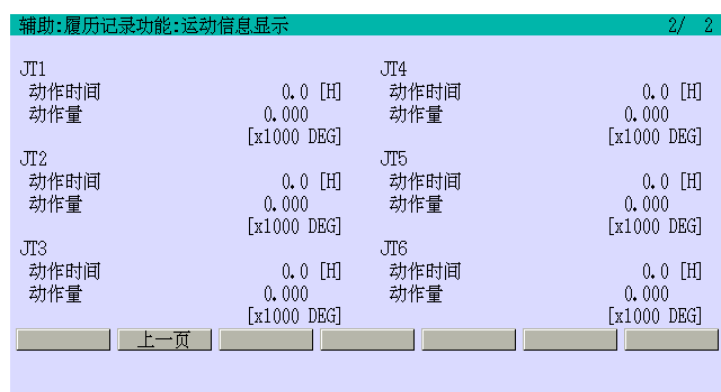 辅助:履历记录功能:运动信息显示 2/ 2
JT1 JT4
动作时间 0.0 [H] 动作时间 0.0 [H]
动作量 0.000 动作量 0.000
[x1000 DEG] [x1000 DEG]
JT2 JT5
动作时间 0.0 [H] 动作时间 0.0 [H]
动作量 0.000 动作量 0.000
[x1000 DEG] [x1000 DEG]
JT3 JT6
动作时间 0.0 [H] 动作时间 0.0 [H]
动作量 0.000 动作量 0.000
[x1000 DEG] [x1000 DEG]
上一页